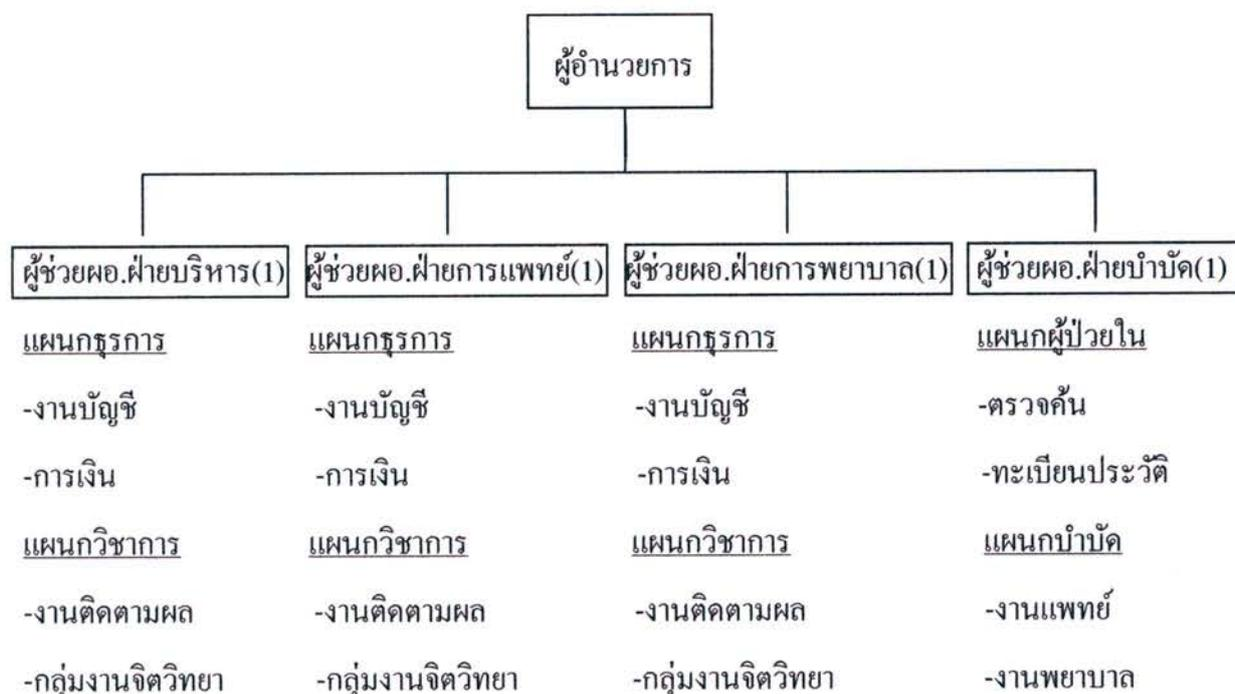 ผู้อำนวยการ
ผู้ช่วยผอ.ฝ่ายบริหาร(1)
แผนกธุรการ
-งานบัญชี
-การเงิน
แผนกวิชาการ
-งานติดตามผล
-กลุ่มงานจิตวิทยา
ผู้ช่วยผอ.ฝ่ายการแพทย์(1)
แผนกธุรการ
-งานบัญชี
-การเงิน
แผนกวิชาการ
-งานติดตามผล
-กลุ่มงานจิตวิทยา
ผู้ช่วยผอ.ฝ่ายการพยาบาล(1)
แผนกธุรการ
-งานบัญชี
-การเงิน
แผนกวิชาการ
-งานติดตามผล
-กลุ่มงานจิตวิทยา
ผู้ช่วยผอ.ฝ่ายบำบัด(1)
แผนกผู้ป่วยใน
-ตรวจค้น
-ทะเบียนประวัติ
แผนกบำบัด
-งานแพทย์
-งานพยาบาล